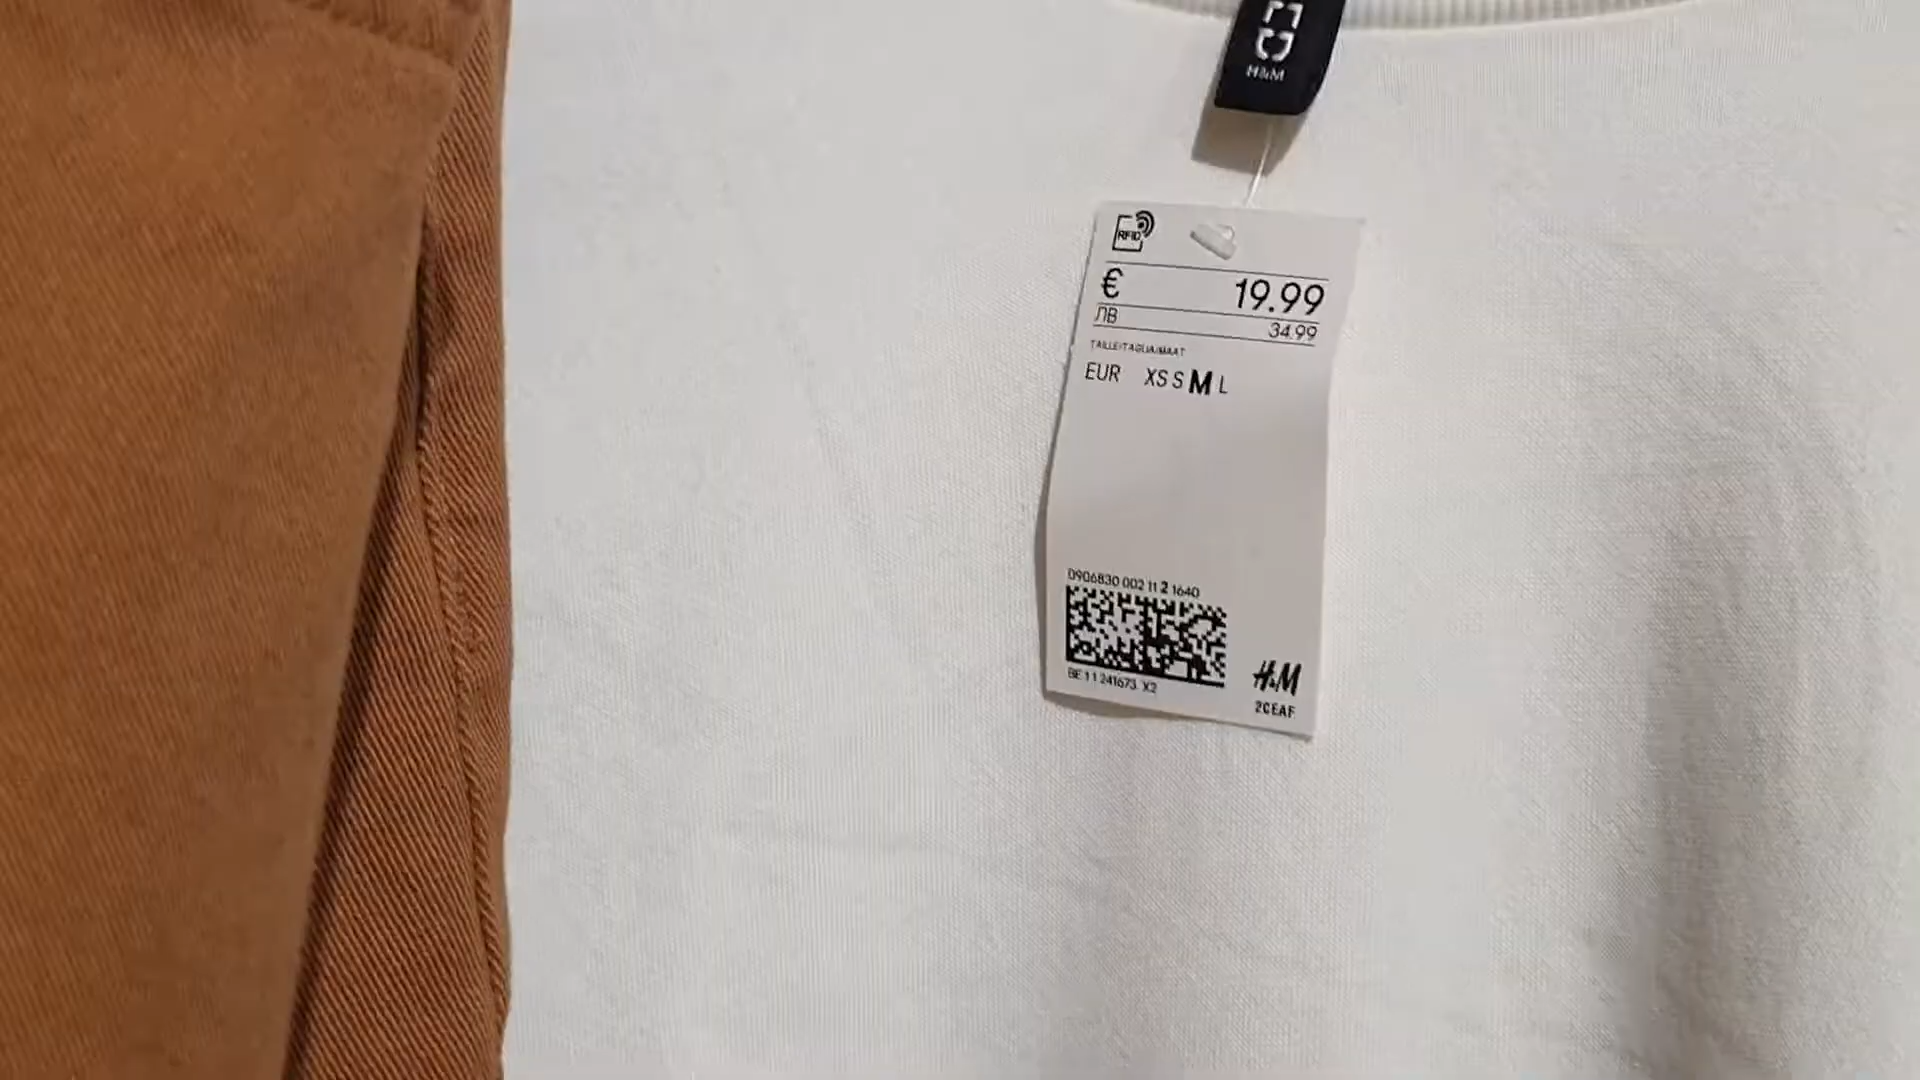 H&M
RFID
€ 19.99
ЛВ 34.99
TAILLE/TAGLIA/MAAT
EUR XS S M L
0906830 002 11 2 1640
BE 11 241673 X2
H&M
2CEAF